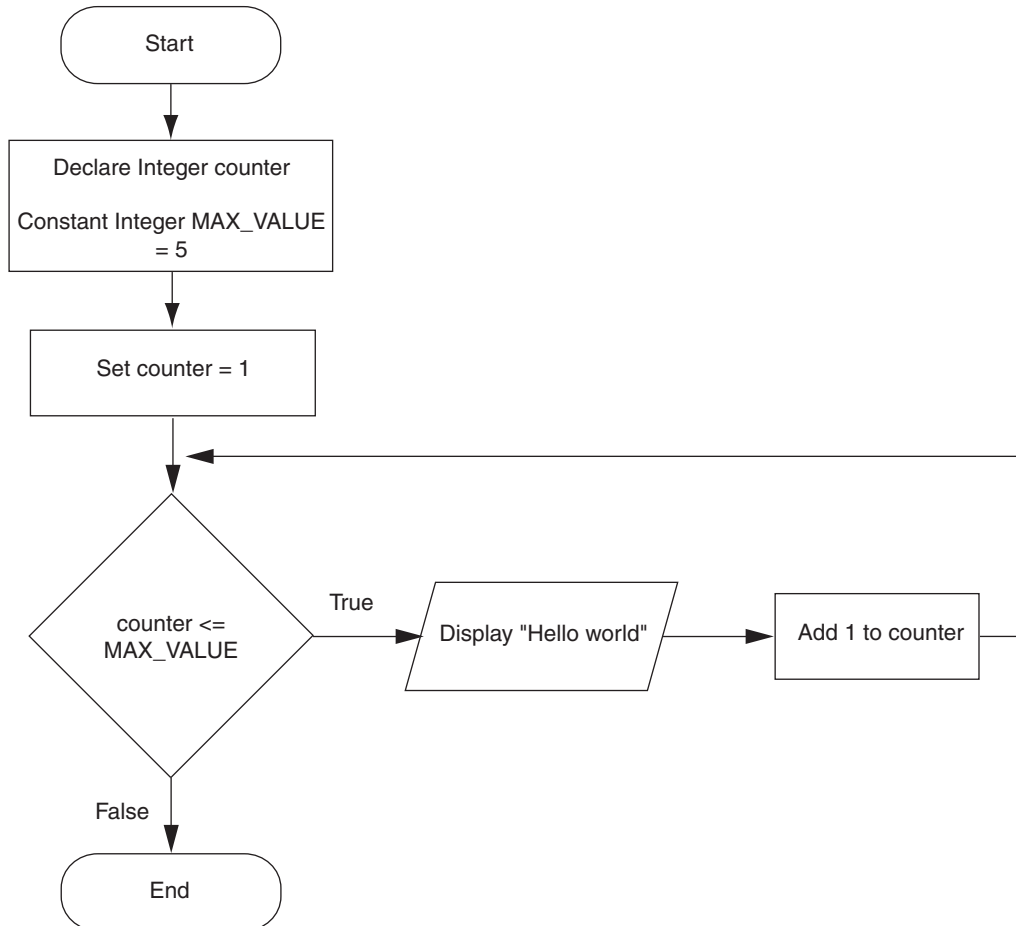 Start
Declare Integer counter
Constant Integer MAX_VALUE
= 5
Set counter = 1
counter <=
MAX_VALUE
True
Display "Hello world"
Add 1 to counter
False
End